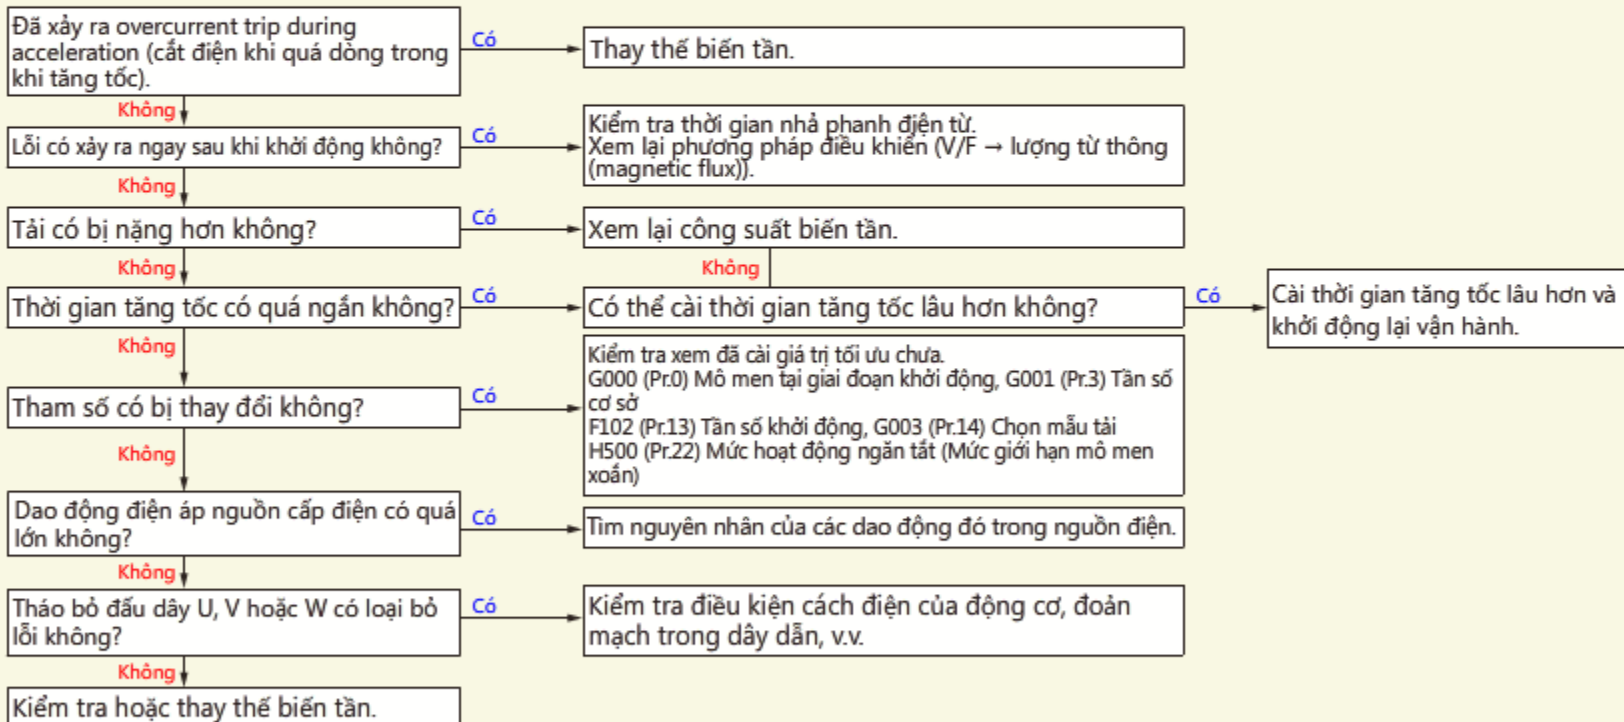 Đã xảy ra overcurrent trip during
acceleration (cắt điện khi quá dòng trong
khi tăng tốc).
Có
Thay thế biến tần.
Không
Lỗi có xảy ra ngay sau khi khởi động không?
Có
Kiểm tra thời gian nhả phanh điện từ.
Xem lại phương pháp điều khiển (V/F → lượng từ thông
(magnetic flux)).
Không
Tải có bị nặng hơn không?
Có
Xem lại công suất biến tần.
Không
Không
Thời gian tăng tốc có quá ngắn không?
Có
Có thể cài thời gian tăng tốc lâu hơn không?
Có
Cài thời gian tăng tốc lâu hơn và
khởi động lại vận hành.
Không
Tham số có bị thay đổi không?
Có
Kiểm tra xem đã cài giá trị tối ưu chưa.
G000 (Pr.0) Mô men tại giai đoạn khởi động, G001 (Pr.3) Tần số
cơ sở
F102 (Pr.13) Tần số khởi động, G003 (Pr.14) Chọn mẫu tải
H500 (Pr.22) Mức hoạt động ngăn tắt (Mức giới hạn mô men
xoắn)
Không
Dao động điện áp nguồn cấp điện có quá
lớn không?
Có
Tìm nguyên nhân của các dao động đó trong nguồn điện.
Không
Tháo bỏ đấu dây U, V hoặc W có loại bỏ
lỗi không?
Có
Kiểm tra điều kiện cách điện của động cơ, đoản
mạch trong dây dẫn, v.v.
Không
Kiểm tra hoặc thay thế biến tần.